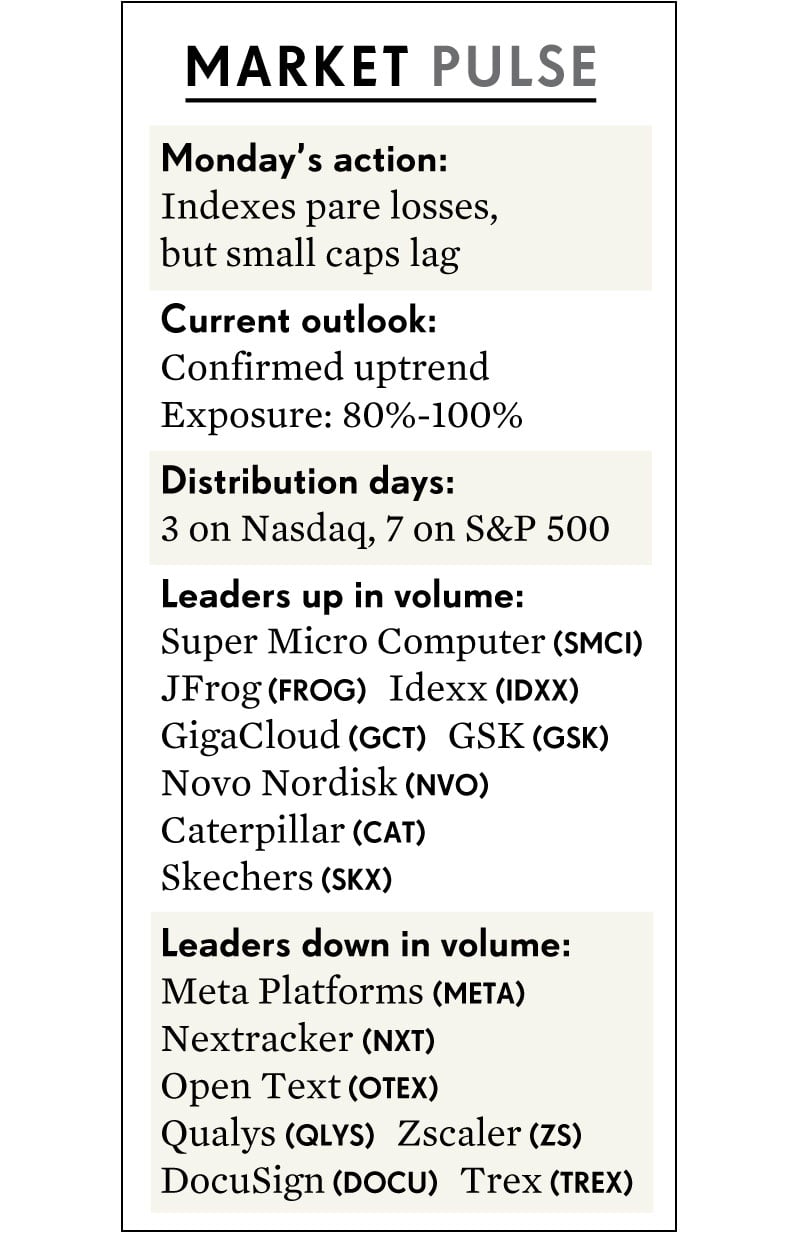 MARKET PULSE
Monday's action:
Indexes pare losses,
but small caps lag
Current outlook:
Confirmed uptrend
Exposure: 80%-100%
Distribution days:
3 on Nasdaq, 7 on S&P 500
Leaders up in volume:
Super Micro Computer (SMCI)
JFrog (FROG) Idexx (IDXX)
GigaCloud (GCT) GSK (GSK)
Novo Nordisk (NVO)
Caterpillar (CAT)
Skechers (SKX)
Leaders down in volume:
Meta Platforms (META)
Nextracker (NXT)
Open Text (OTEX)
Qualys (QLYS) Zscaler (ZS)
DocuSign (DOCU) Trex (TREX)